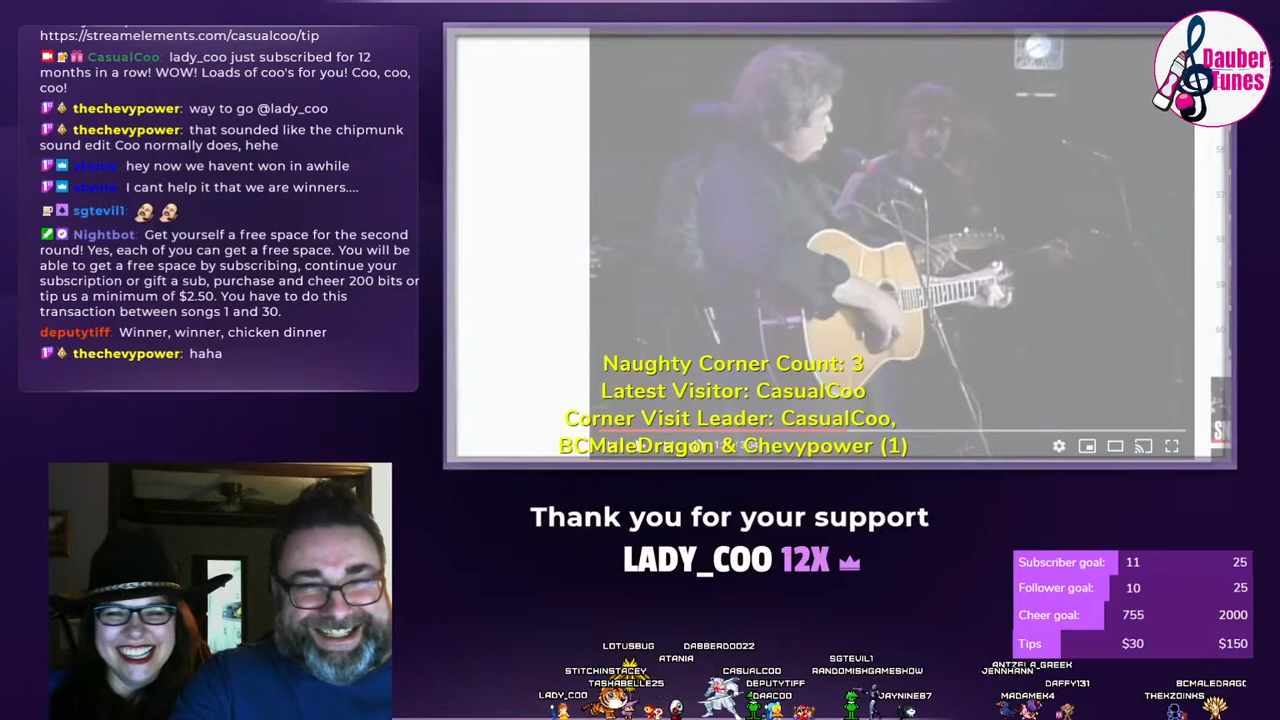 https://streamelements.com/casualcoo/tip
CasualCoo: lady_coo just subscribed for 12
months in a row! WOW! Loads of coo's for you! Coo, coo,
coo!
thechevypower: way to go @lady_coo
thechevypower: that sounded like the chipmunk
sound edit Coo normally does, hehe
atania: hey now we havent won in awhile
atania: I cant help it that we are winners....
sgtevil1:
Nightbot: Get yourself a free space for the second
round! Yes, each of you can get a free space. You will be
able to get a free space by subscribing, continue your
subscription or gift a sub, purchase and cheer 200 bits or
tip us a minimum of $2.50. You have to do this
transaction between songs 1 and 30.
deputytiff: Winner, winner, chicken dinner
thechevypower: haha
Dauber
Tunes
Naughty Corner Count: 3
Latest Visitor: CasualCoo
Corner Visit Leader: CasualCoo,
BCMaleDragon & Chevypower (1)
Thank you for your support
LADY_COO 12X
Subscriber goal: 11 25
Follower goal: 10 25
Cheer goal: 755 2000
Tips $30 $150
LOTUSBUG
DABBERDOO22
ATANIA
SGTEVIL1
STITCHINSTACEY
CASUALCOO
RANDOMISHGAMESHOW
ANTZELA_GREEK
JENNHANN
TASHABELLE25
DEPUTYTIFF
DAFFY131
BCMALEDRAGO
LADY_COO
DAACOO
JAYNINE87
MADAMEK4
THEKZOINKS